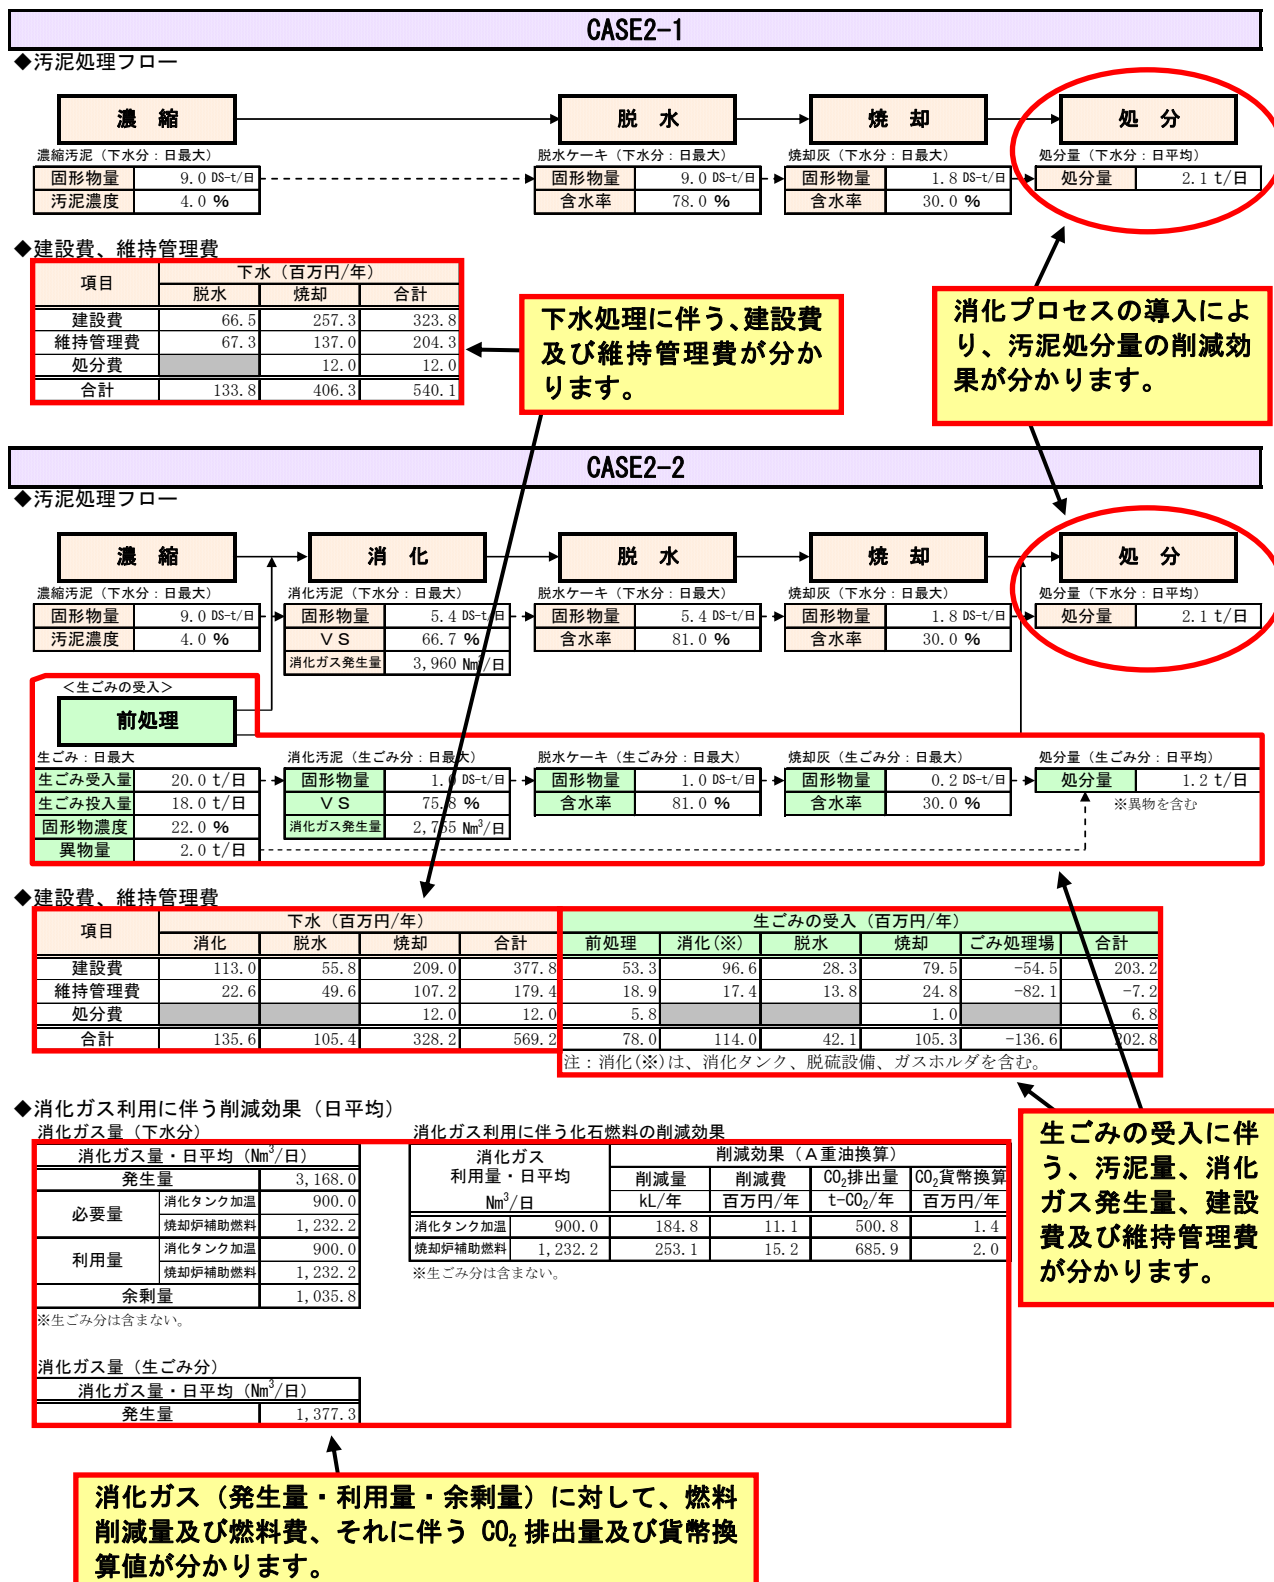 CASE2-1
◆汚泥処理フロー
濃 縮 脱 水 焼 却 処 分
濃縮汚泥（下水分：日最大） 脱水ケーキ（下水分：日最大） 焼却灰（下水分：日最大） 処分量（下水分：日平均）
固形物量 9.0 DS-t/日 固形物量 9.0 DS-t/日 固形物量 1.8 DS-t/日 処分量 2.1 t/日
汚泥濃度 4.0 % 含水率 78.0 % 含水率 30.0 %
◆建設費、維持管理費
項目 下水（百万円/年）
脱水 焼却 合計
建設費 66.5 257.3 323.8
維持管理費 67.3 137.0 204.3
処分費 12.0 12.0
合計 133.8 406.3 540.1
下水処理に伴う、建設費
及び維持管理費が分か
ります。
消化プロセスの導入によ
り、汚泥処分量の削減効
果が分かります。
CASE2-2
◆汚泥処理フロー
濃 縮 消 化 脱 水 焼 却 処 分
濃縮汚泥（下水分：日最大） 消化汚泥（下水分：日最大） 脱水ケーキ（下水分：日最大） 焼却灰（下水分：日最大） 処分量（下水分：日平均）
固形物量 9.0 DS-t/日 固形物量 5.4 DS-t/日 固形物量 5.4 DS-t/日 固形物量 1.8 DS-t/日 処分量 2.1 t/日
汚泥濃度 4.0 % VS 66.7 % 含水率 81.0 % 含水率 30.0 %
消化ガス発生量 3,960 Nm³/日
＜生ごみの受入＞
前処理
生ごみ：日最大 消化汚泥（生ごみ分：日最大） 脱水ケーキ（生ごみ分：日最大） 焼却灰（生ごみ分：日最大） 処分量（生ごみ分：日平均）
生ごみ受入量 20.0 t/日 固形物量 1.0 DS-t/日 固形物量 1.0 DS-t/日 固形物量 0.2 DS-t/日 処分量 1.2 t/日
生ごみ投入量 18.0 t/日 VS 75.8 % 含水率 81.0 % 含水率 30.0 % ※異物を含む
固形物濃度 22.0 % 消化ガス発生量 2,755 Nm³/日
異物量 2.0 t/日
◆建設費、維持管理費
項目 下水（百万円/年） 生ごみの受入（百万円/年）
消化 脱水 焼却 合計 前処理 消化(※) 脱水 焼却 ごみ処理場 合計
建設費 113.0 55.8 209.0 377.8 53.3 96.6 28.3 79.5 -54.5 203.2
維持管理費 22.6 49.6 107.2 179.4 18.9 17.4 13.8 24.8 -82.1 -7.2
処分費 12.0 12.0 5.8 1.0 6.8
合計 135.6 105.4 328.2 569.2 78.0 114.0 42.1 105.3 -136.6 202.8
注：消化(※)は、消化タンク、脱硫設備、ガスホルダを含む。
◆消化ガス利用に伴う削減効果（日平均）
消化ガス量（下水分） 消化ガス利用に伴う化石燃料の削減効果
消化ガス量・日平均（Nm³/日）
発生量 3,168.0
必要量 消化タンク加温 900.0
焼却炉補助燃料 1,232.2
利用量 消化タンク加温 900.0
焼却炉補助燃料 1,232.2
余剰量 1,035.8
※生ごみ分は含まない。
消化ガス 削減効果（Ａ重油換算）
利用量・日平均 削減量 削減費 CO₂排出量 CO₂貨幣換算
Nm³/日 kL/年 百万円/年 t-CO₂/年 百万円/年
消化タンク加温 900.0 184.8 11.1 500.8 1.4
焼却炉補助燃料 1,232.2 253.1 15.2 685.9 2.0
※生ごみ分は含まない。
生ごみの受入に伴
う、汚泥量、消化
ガス発生量、建設
費及び維持管理費
が分かります。
消化ガス量（生ごみ分）
消化ガス量・日平均（Nm³/日）
発生量 1,377.3
消化ガス（発生量・利用量・余剰量）に対して、燃料
削減量及び燃料費、それに伴う CO₂ 排出量及び貨幣換
算値が分かります。